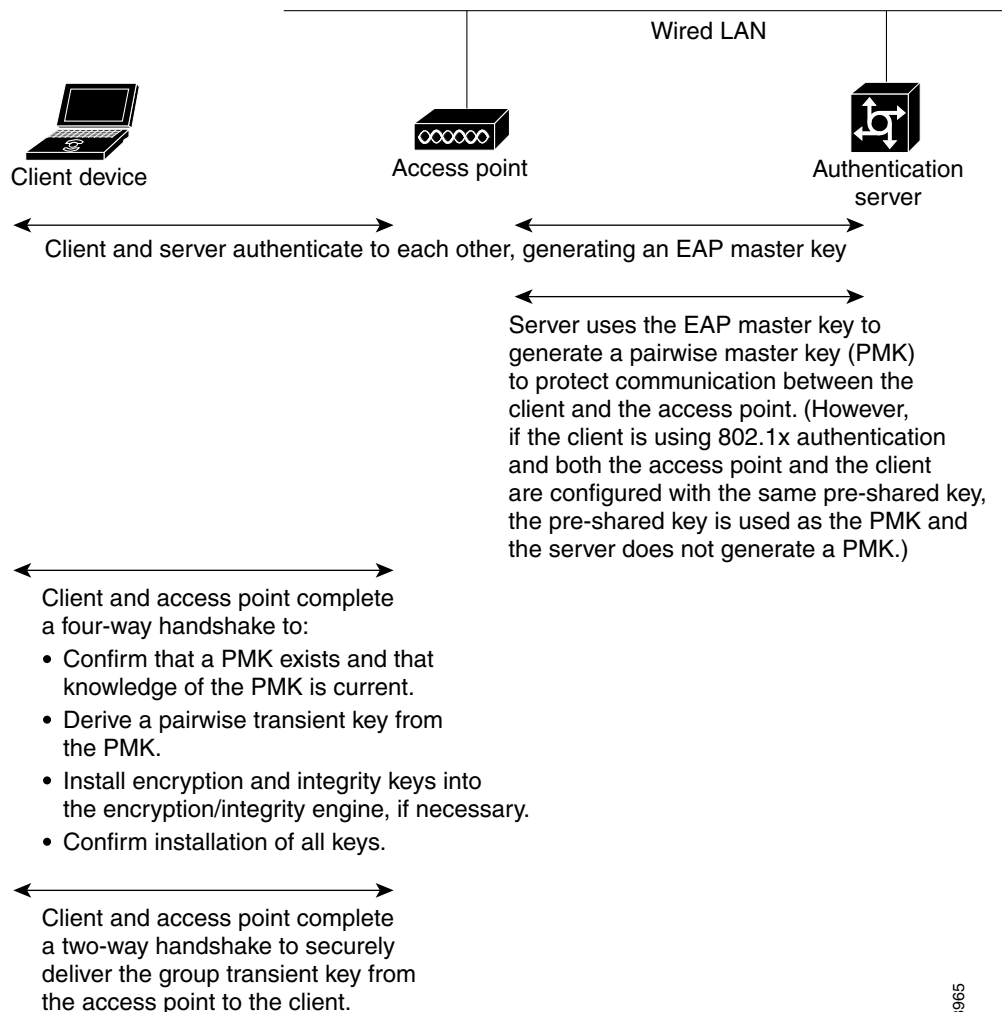 Wired LAN
Client device
Access point
Authentication
server
Client and server authenticate to each other, generating an EAP master key
Server uses the EAP master key to
generate a pairwise master key (PMK)
to protect communication between the
client and the access point. (However,
if the client is using 802.1x authentication
and both the access point and the client
are configured with the same pre-shared key,
the pre-shared key is used as the PMK and
the server does not generate a PMK.)
Client and access point complete
a four-way handshake to:
• Confirm that a PMK exists and that
knowledge of the PMK is current.
• Derive a pairwise transient key from
the PMK.
• Install encryption and integrity keys into
the encryption/integrity engine, if necessary.
• Confirm installation of all keys.
Client and access point complete
a two-way handshake to securely
deliver the group transient key from
the access point to the client.